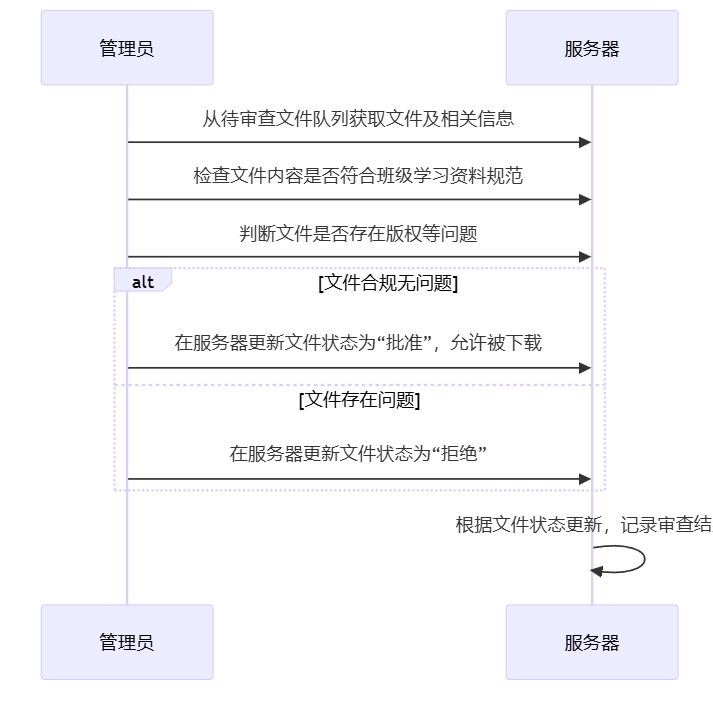 管理员 服务器
从待审查文件队列获取文件及相关信息
检查文件内容是否符合班级学习资料规范
判断文件是否存在版权等问题
alt [文件合规无问题]
在服务器更新文件状态为“批准”，允许被下载
[文件存在问题]
在服务器更新文件状态为“拒绝”
根据文件状态更新，记录审查结
管理员 服务器